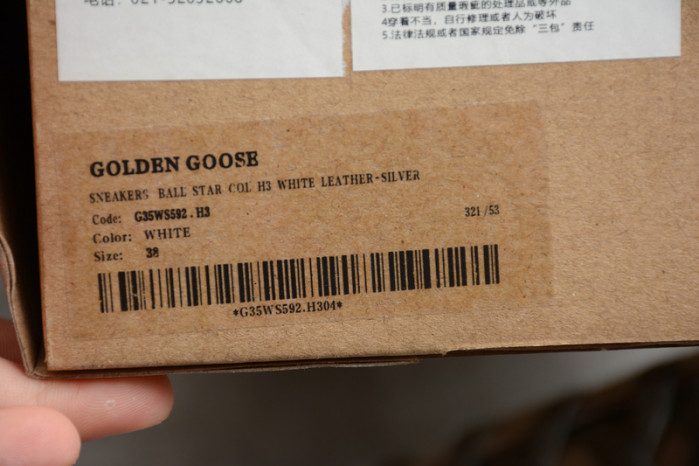 3.已标明有质量瑕疵的处理品或等外品
4穿着不当，自行修理或者人为破坏
5.法律法规或者国家规定免除“三包”责任
GOLDEN GOOSE
SNEAKERS BALL STAR COL H3 WHITE LEATHER-SILVER
Code: G35WS592.H3
321/53
Color: WHITE
Size: 38
*G35WS592.H304*